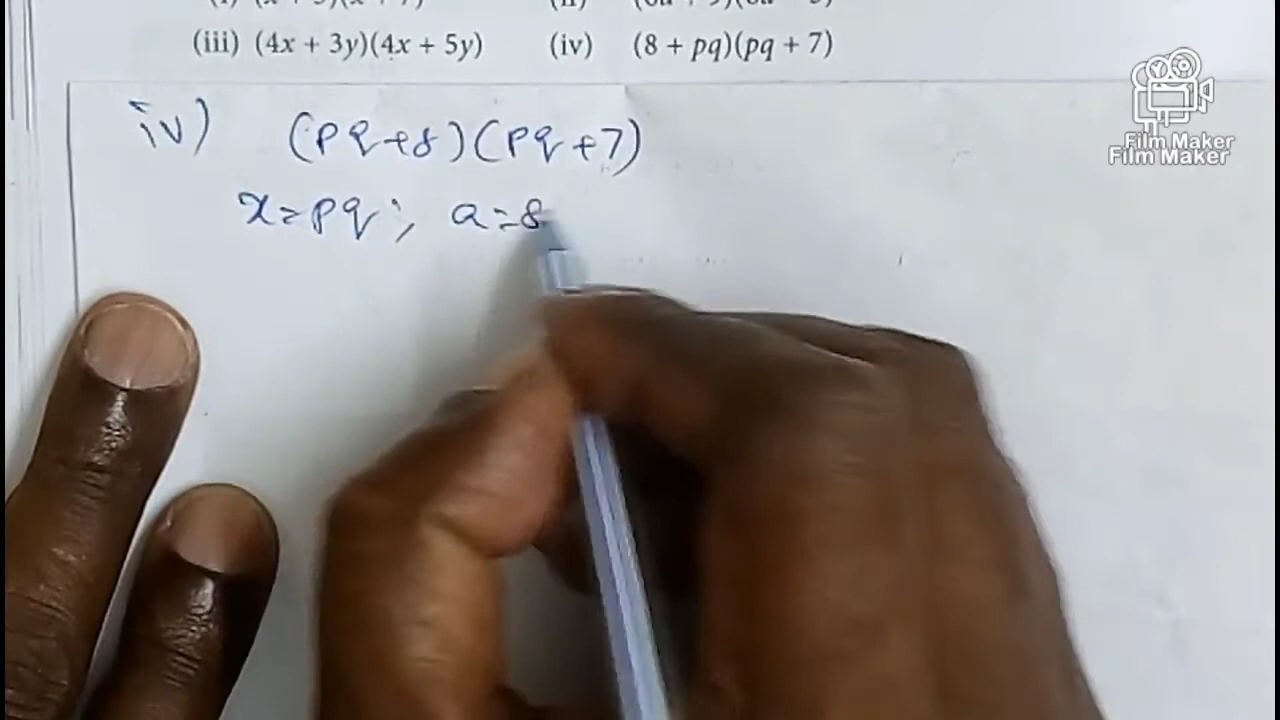 (iii) (4x + 3y)(4x + 5y) (iv) (8 + pq)(pq + 7)
Film Maker
Film Maker
iv) (pq+8)(pq+7)
x=pq; a=8